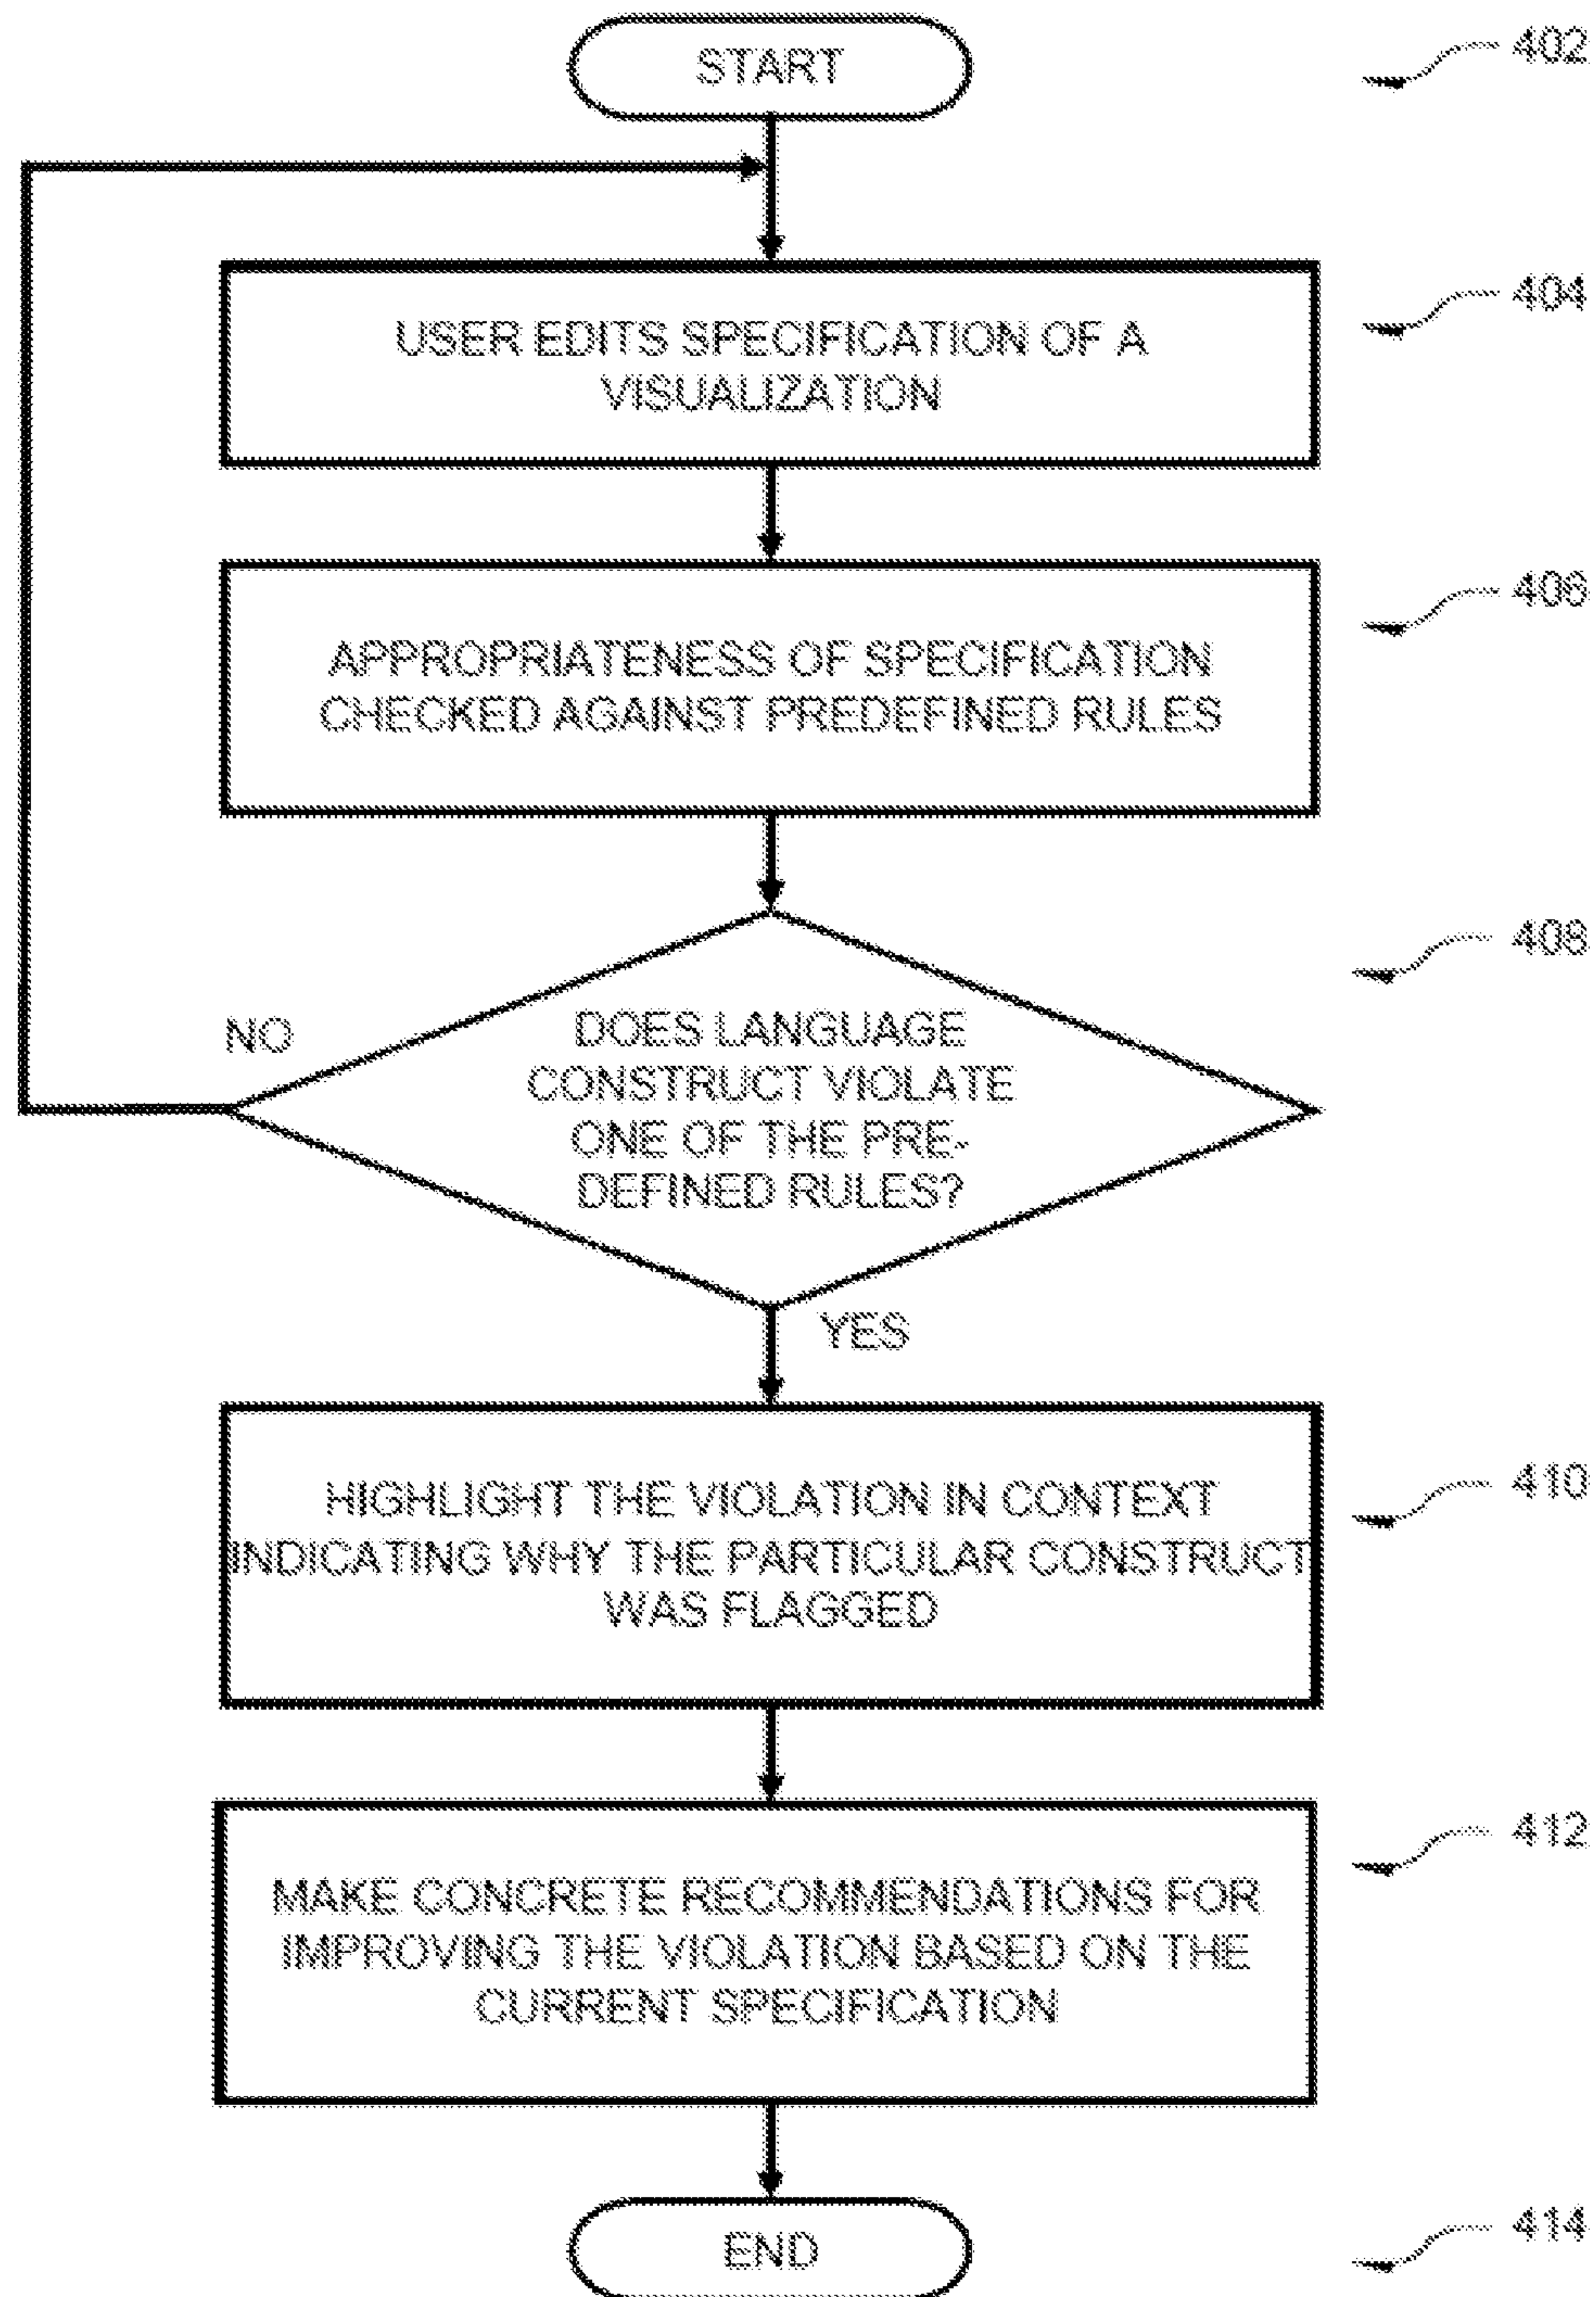 START
402
404
USER EDITS SPECIFICATION OF A
VISUALIZATION
406
APPROPRIATENESS OF SPECIFICATION
CHECKED AGAINST PREDEFINED RULES
408
NO
DOES LANGUAGE
CONSTRUCT VIOLATE
ONE OF THE PRE-
DEFINED RULES?
YES
410
HIGHLIGHT THE VIOLATION IN CONTEXT
INDICATING WHY THE PARTICULAR CONSTRUCT
WAS FLAGGED
412
MAKE CONCRETE RECOMMENDATIONS FOR
IMPROVING THE VIOLATION BASED ON THE
CURRENT SPECIFICATION
414
END